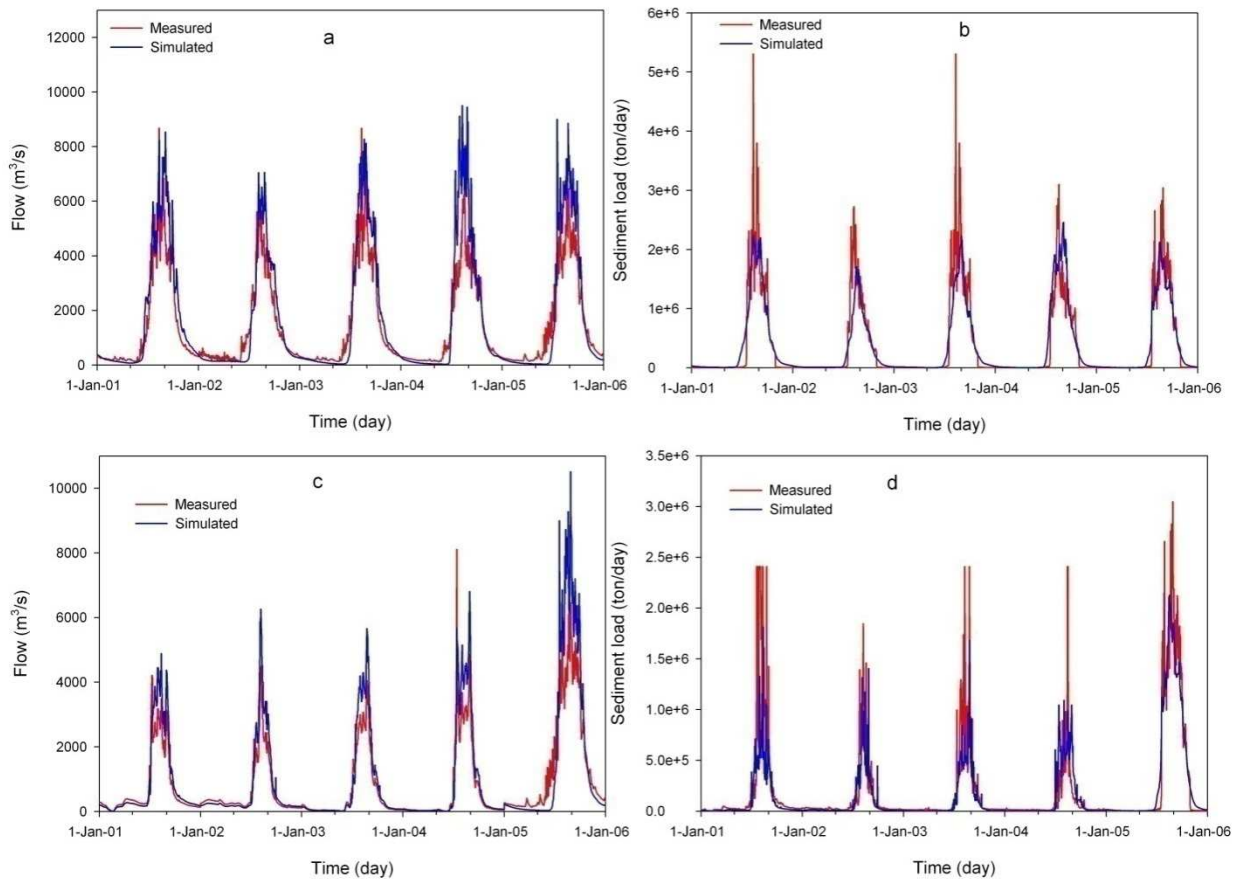 a
Measured
Simulated
Flow (m³/s)
12000
10000
8000
6000
4000
2000
0
1-Jan-01 1-Jan-02 1-Jan-03 1-Jan-04 1-Jan-05 1-Jan-06
Time (day)
b
Measured
Simulated
Sediment load (ton/day)
6e+6
5e+6
4e+6
3e+6
2e+6
1e+6
0
1-Jan-01 1-Jan-02 1-Jan-03 1-Jan-04 1-Jan-05 1-Jan-06
Time (day)
c
Measured
Simulated
Flow (m³/s)
10000
8000
6000
4000
2000
0
1-Jan-01 1-Jan-02 1-Jan-03 1-Jan-04 1-Jan-05 1-Jan-06
Time (day)
d
Measured
Simulated
Sediment load (ton/day)
3.5e+6
3.0e+6
2.5e+6
2.0e+6
1.5e+6
1.0e+6
5.0e+5
0.0
1-Jan-01 1-Jan-02 1-Jan-03 1-Jan-04 1-Jan-05 1-Jan-06
Time (day)